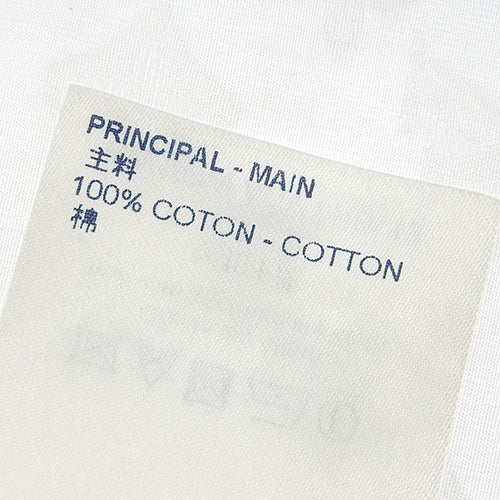 PRINCIPAL - MAIN
主料
100% COTON - COTTON
棉